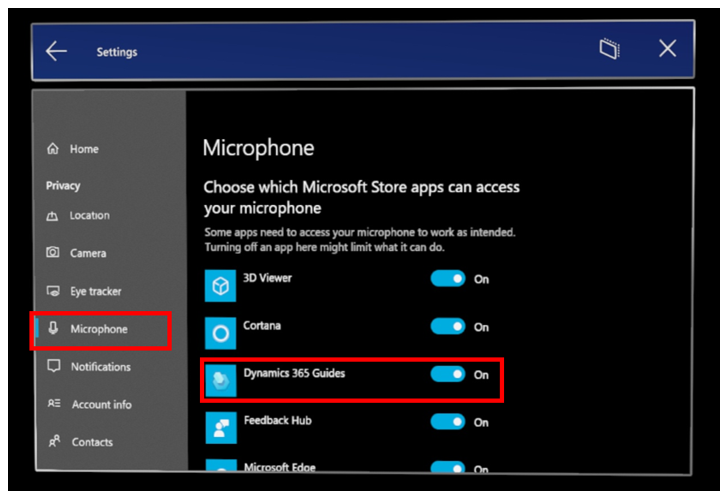 Settings
Home
Privacy
Location
Camera
Eye tracker
Microphone
Notifications
Account info
Contacts
Microphone
Choose which Microsoft Store apps can access
your microphone
Some apps need to access your microphone to work as intended.
Turning off an app here might limit what it can do.
3D Viewer On
Cortana On
Dynamics 365 Guides On
Feedback Hub On
Microsoft Edge On